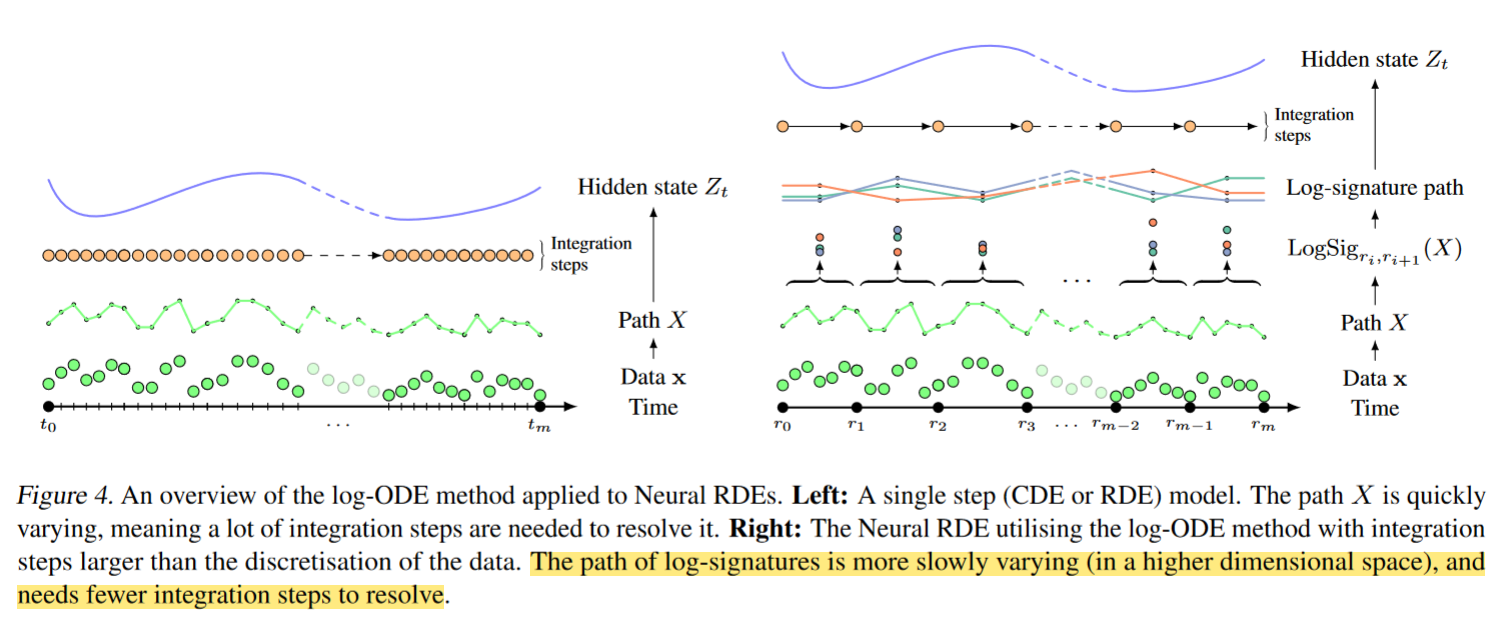 Hidden state Z_t
Integration
steps
Path X
Data x
Time
t_0
...
t_m
Hidden state Z_t
Integration
steps
Log-signature path
LogSig_{r_i,r_{i+1}}(X)
...
Path X
Data x
Time
r_0 r_1 r_2 r_3 ... r_{m−2} r_{m−1} r_m
Figure 4. An overview of the log-ODE method applied to Neural RDEs. Left: A single step (CDE or RDE) model. The path X is quickly
varying, meaning a lot of integration steps are needed to resolve it. Right: The Neural RDE utilising the log-ODE method with integration
steps larger than the discretisation of the data. The path of log-signatures is more slowly varying (in a higher dimensional space), and
needs fewer integration steps to resolve.